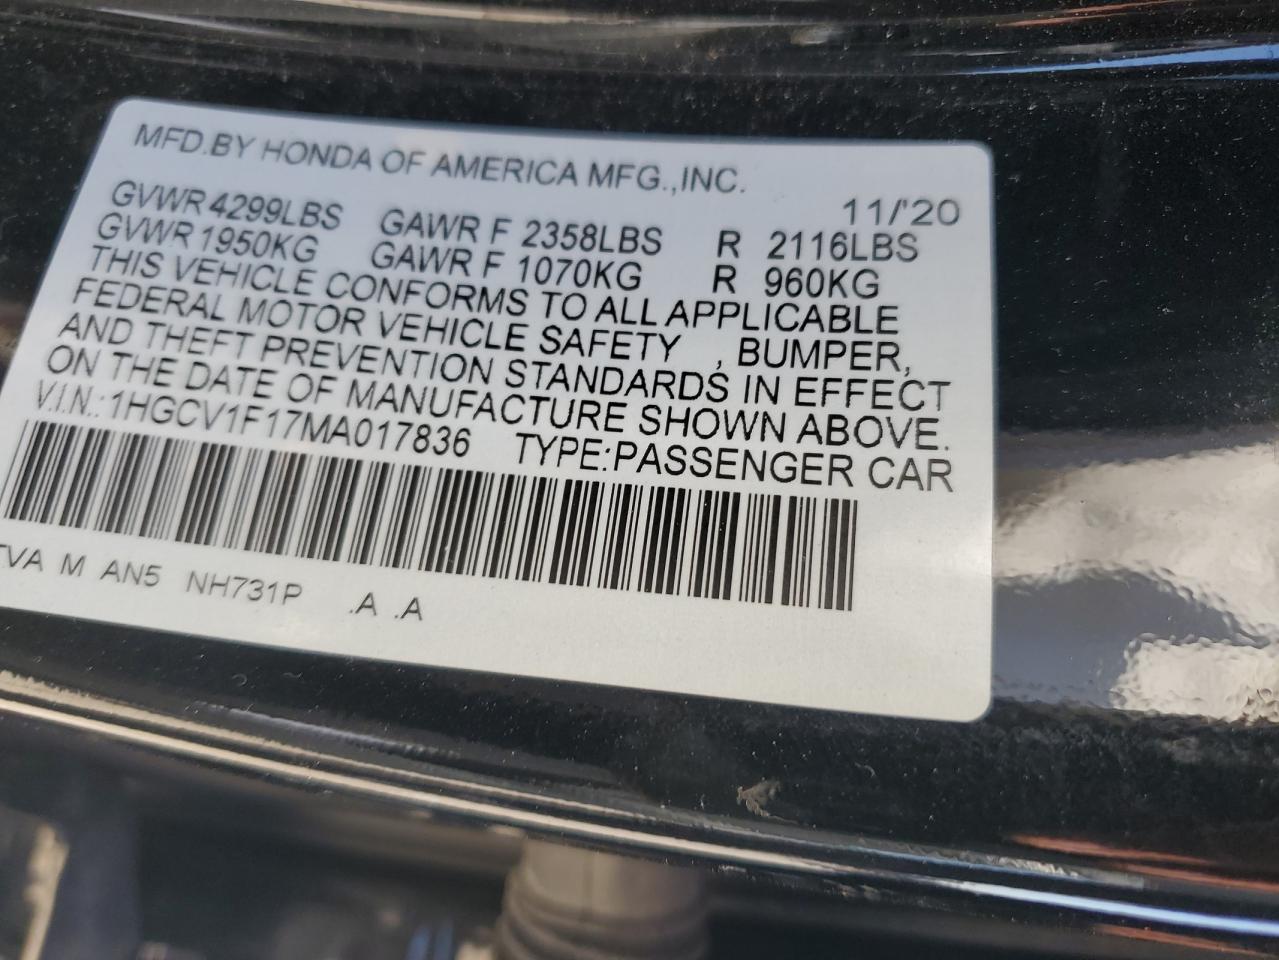 MFD.BY HONDA OF AMERICA MFG.,INC.
11/'20
GVWR 4299LBS GAWR F 2358LBS R 2116LBS
GVWR 1950KG GAWR F 1070KG R 960KG
THIS VEHICLE CONFORMS TO ALL APPLICABLE
FEDERAL MOTOR VEHICLE SAFETY , BUMPER,
AND THEFT PREVENTION STANDARDS IN EFFECT
ON THE DATE OF MANUFACTURE SHOWN ABOVE.
V.I.N.: 1HGCV1F17MA017836 TYPE:PASSENGER CAR
TVA M AN5 NH731P .A .A